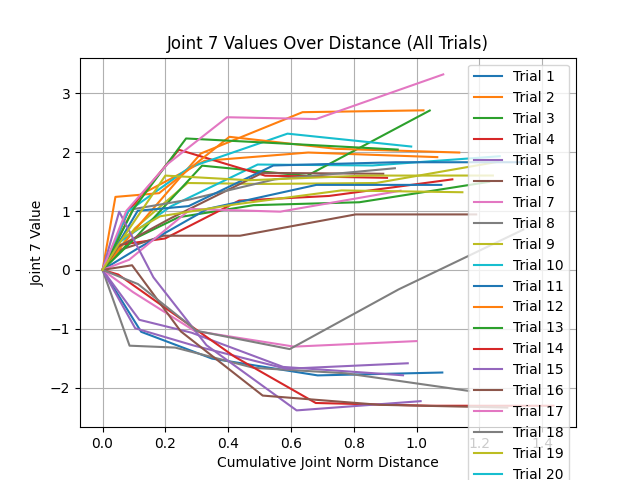 Joint 7 Values Over Distance (All Trials)
Joint 7 Value
3
2
1
0
−1
−2
0.0
0.2
0.4
0.6
0.8
1.0
1.2
1.4
Cumulative Joint Norm Distance
Trial 1
Trial 2
Trial 3
Trial 4
Trial 5
Trial 6
Trial 7
Trial 8
Trial 9
Trial 10
Trial 11
Trial 12
Trial 13
Trial 14
Trial 15
Trial 16
Trial 17
Trial 18
Trial 19
Trial 20